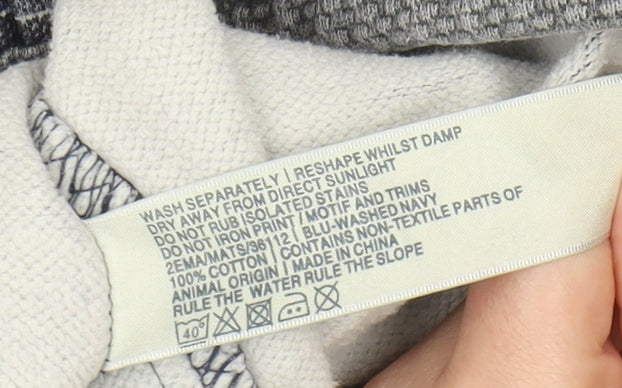 WASH SEPARATELY | RESHAPE WHILST DAMP
DRY AWAY FROM DIRECT SUNLIGHT
DO NOT RUB ISOLATED STAINS
DO NOT IRON PRINT / MOTIF AND TRIMS
2EMA/MATS/36112 | BLU-WASHED NAVY
100% COTTON | CONTAINS NON-TEXTILE PARTS OF
ANIMAL ORIGIN | MADE IN CHINA
RULE THE WATER RULE THE SLOPE
40°